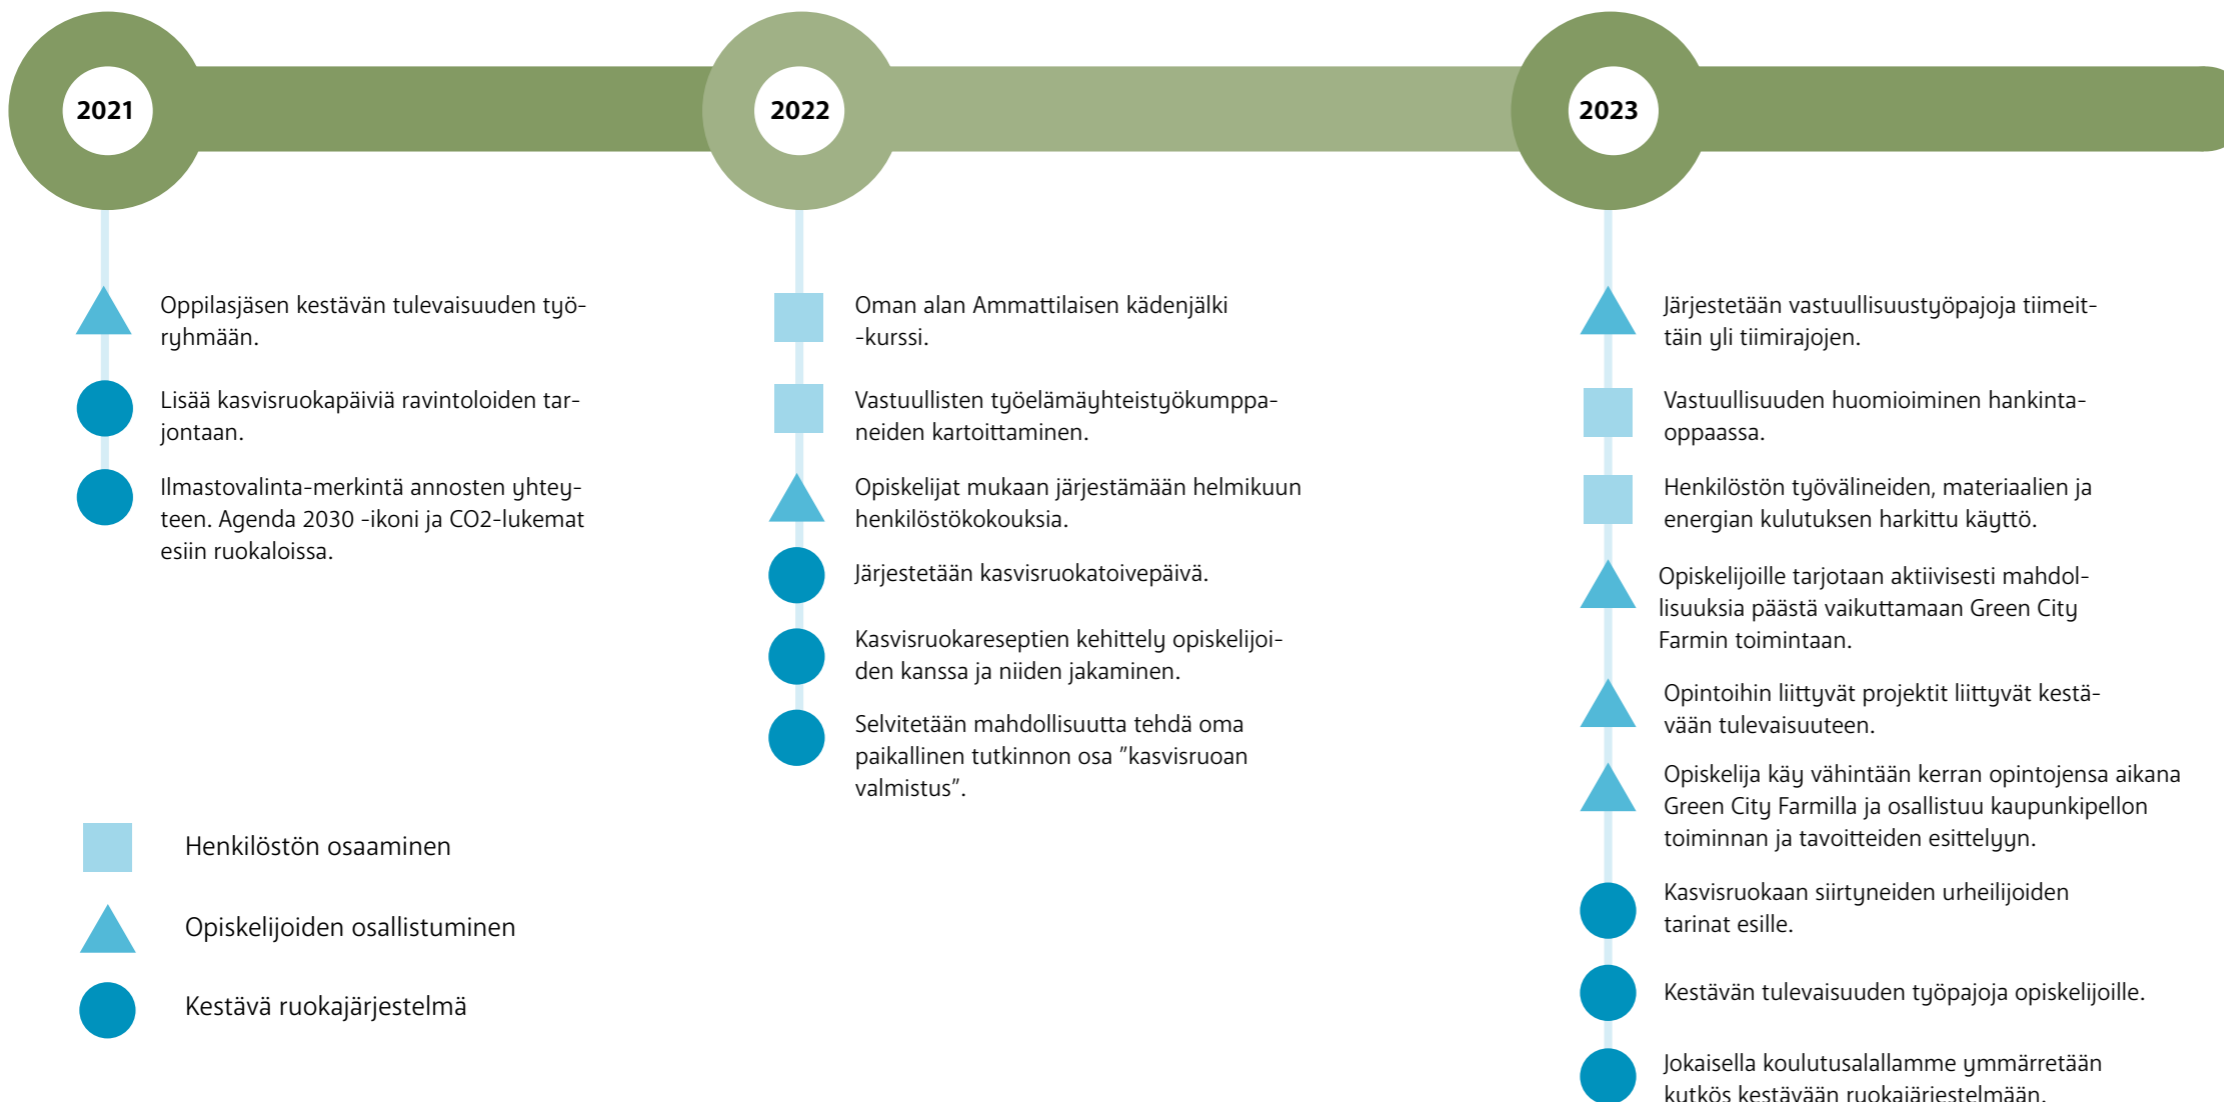 2021
2022
2023
Oppilasjäsen kestävän tulevaisuuden työ-
ryhmään.
Lisää kasvisruokapäiviä ravintoloiden tar-
jontaan.
Ilmastovalinta-merkintä annosten yhtey-
teen. Agenda 2030 -ikoni ja CO2-lukemat
esiin ruokaloissa.
Henkilöstön osaaminen
Opiskelijoiden osallistuminen
Kestävä ruokajärjestelmä
Oman alan Ammattilaisen kädenjälki
-kurssi.
Vastuullisten työelämäyhteistyökumppa-
neiden kartoittaminen.
Opiskelijat mukaan järjestämään helmikuun
henkilöstökokouksia.
Järjestetään kasvisruokatoivepäivä.
Kasvisruokareseptien kehittely opiskelijoi-
den kanssa ja niiden jakaminen.
Selvitetään mahdollisuutta tehdä oma
paikallinen tutkinnon osa ”kasvisruoan
valmistus”.
Järjestetään vastuullisuustyöpajoja tiimeit-
täin yli tiimirajojen.
Vastuullisuuden huomioiminen hankinta-
oppaassa.
Henkilöstön työvälineiden, materiaalien ja
energian kulutuksen harkittu käyttö.
Opiskelijoille tarjotaan aktiivisesti mahdol-
lisuuksia päästä vaikuttamaan Green City
Farmin toimintaan.
Opintoihin liittyvät projektit liittyvät kestä-
vään tulevaisuuteen.
Opiskelija käy vähintään kerran opintojensa aikana
Green City Farmilla ja osallistuu kaupunkipellon
toiminnan ja tavoitteiden esittelyyn.
Kasvisruokaan siirtyneiden urheilijoiden
tarinat esille.
Kestävän tulevaisuuden työpajoja opiskelijoille.
Jokaisella koulutusalallamme ymmärretään
kutkös kestävään ruokajärjestelmään.